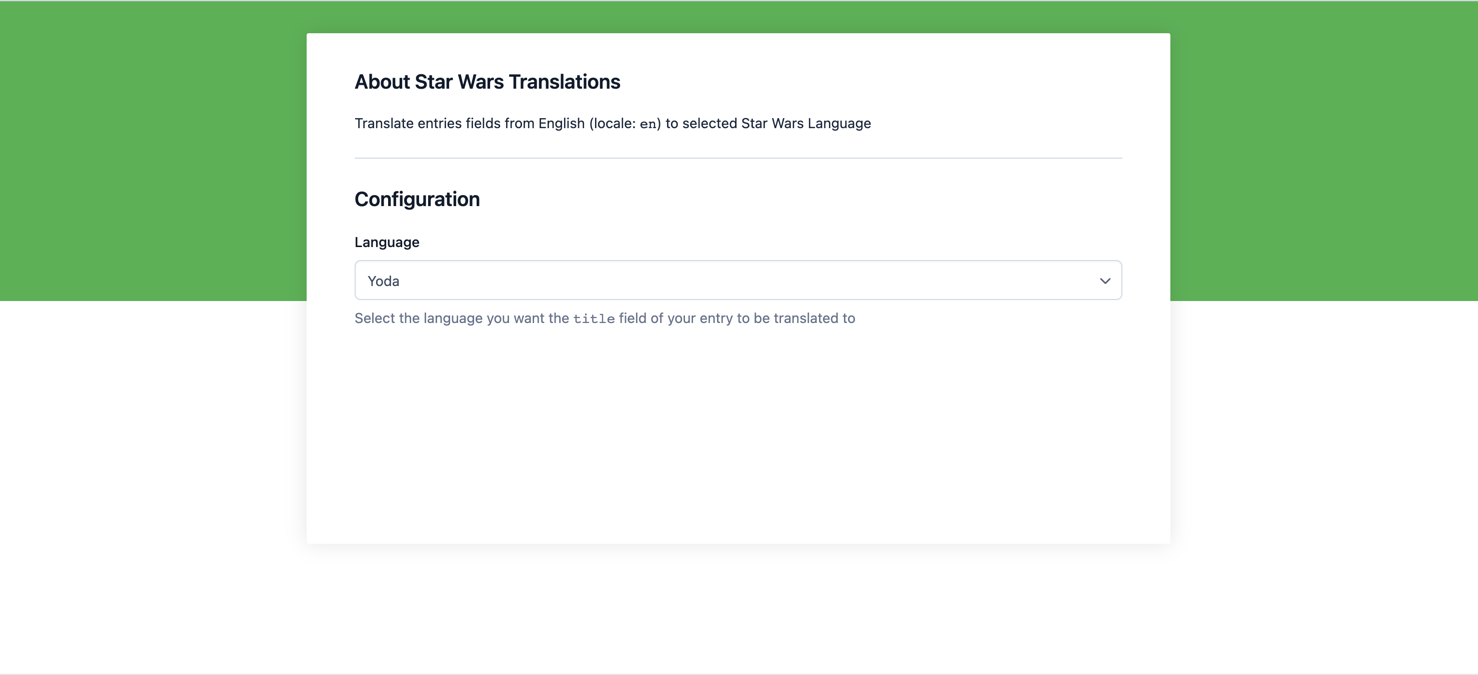 About Star Wars Translations
Translate entries fields from English (locale: en) to selected Star Wars Language
Configuration
Language
Yoda
Select the language you want the title field of your entry to be translated to